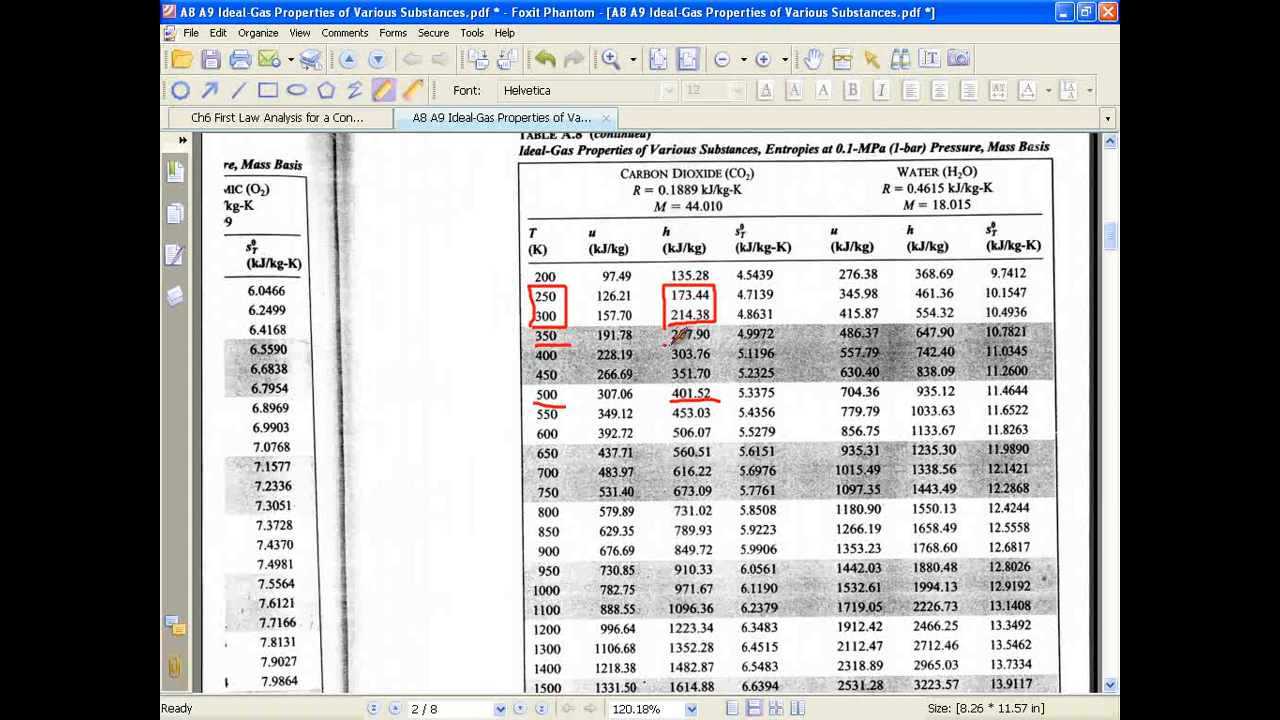 A8 A9 Ideal-Gas Properties of Various Substances.pdf * - Foxit Phantom - [A8 A9 Ideal-Gas Properties of Various Substances.pdf *]
File Edit View Organize View Comments Forms Secure Tools Help
Font: Helvetica 12
Ch6 First Law Analysis for a Con... A8 A9 Ideal-Gas Properties of Va...
re, Mass Basis
MIC (O₂)
/kg-K
9
s⁰T
(kJ/kg-K)
6.0466
6.2499
6.4168
6.5590
6.6838
6.7954
6.8969
6.9903
7.0768
7.1577
7.2336
7.3051
7.3728
7.4370
7.4981
7.5564
7.6121
7.7166
7.8131
7.9027
7.9864
TABLE A.8 (continued)
Ideal-Gas Properties of Various Substances, Entropies at 0.1-MPa (1-bar) Pressure, Mass Basis
CARBON DIOXIDE (CO₂) WATER (H₂O)
R = 0.1889 kJ/kg-K R = 0.4615 kJ/kg-K
M = 44.010 M = 18.015
T u h s⁰T u h s⁰T
(K) (kJ/kg) (kJ/kg) (kJ/kg-K) (kJ/kg) (kJ/kg) (kJ/kg-K)
200 97.49 135.28 4.5439 276.38 368.69 9.7412
250 126.21 173.44 4.7139 345.98 461.36 10.1547
300 157.70 214.38 4.8631 415.87 554.32 10.4936
350 191.78 4.9972 486.37 647.90 10.7821
400 228.19 303.76 5.1196 557.79 742.40 11.0345
450 266.69 351.70 5.2325 630.40 838.09 11.2600
500 307.06 401.52 5.3375 704.36 935.12 11.4644
550 349.12 453.03 5.4356 779.79 1033.63 11.6522
600 392.72 506.07 5.5279 856.75 1133.67 11.8263
650 437.71 560.51 5.6151 935.31 1235.30 11.9890
700 483.97 616.22 5.6976 1015.49 1338.56 12.1421
750 531.40 673.09 5.7761 1097.35 1443.49 12.2868
800 579.89 731.02 5.8508 1180.90 1550.13 12.4244
850 629.35 789.93 5.9223 1266.19 1658.49 12.5558
900 676.69 849.72 5.9906 1353.23 1768.60 12.6817
950 730.85 910.33 6.0561 1442.03 1880.48 12.8026
1000 782.75 971.67 6.1190 1532.61 1994.13 12.9192
1100 888.55 1096.36 6.2379 1719.05 2226.73 13.1408
1200 996.64 1223.34 6.3483 1912.42 2466.25 13.3492
1300 1106.68 1352.28 6.4515 2112.47 2712.46 13.5462
1400 1218.38 1482.87 6.5483 2318.89 2965.03 13.7334
1500 1331.50 1614.88 6.6394 2531.28 3223.57 13.9117
Ready 2 / 8 120.18% Size: [8.26 * 11.57 in]